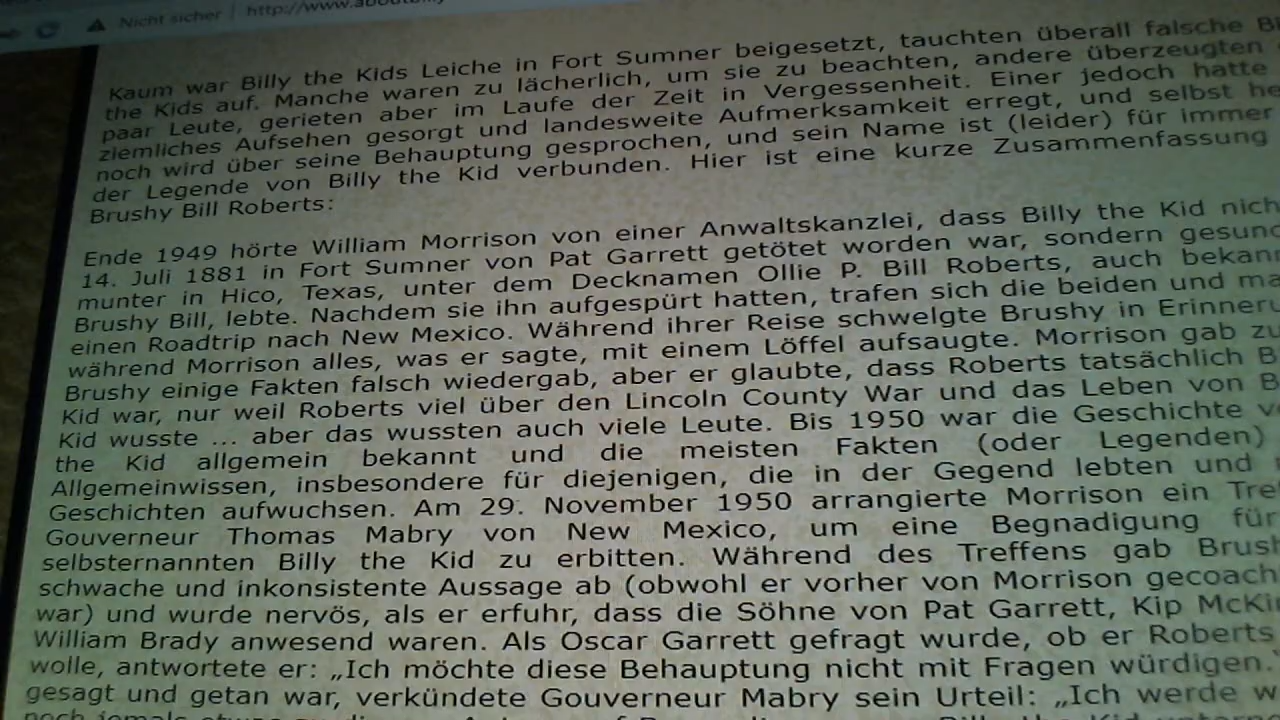 Nicht sicher | http://www.
Kaum war Billy the Kids Leiche in Fort Sumner beigesetzt, tauchten überall falsche
the Kids auf. Manche waren zu lächerlich, um sie zu beachten, andere überzeugten
paar Leute, gerieten aber im Laufe der Zeit in Vergessenheit. Einer jedoch hatte
ziemliches Aufsehen gesorgt und landesweite Aufmerksamkeit erregt, und selbst
noch wird über seine Behauptung gesprochen, und sein Name ist (leider) für immer
der Legende von Billy the Kid verbunden. Hier ist eine kurze Zusammenfassung
Brushy Bill Roberts:
Ende 1949 hörte William Morrison von einer Anwaltskanzlei, dass Billy the Kid
14. Juli 1881 in Fort Sumner von Pat Garrett getötet worden war, sondern
munter in Hico, Texas, unter dem Decknamen Ollie P. Bill Roberts, auch
Brushy Bill, lebte. Nachdem sie ihn aufgespürt hatten, trafen sich die beiden und
einen Roadtrip nach New Mexico. Während ihrer Reise schwelgte Brushy in
während Morrison alles, was er sagte, mit einem Löffel aufsaugte. Morrison gab
Brushy einige Fakten falsch wiedergab, aber er glaubte, dass Roberts tatsächlich
Kid war, nur weil Roberts viel über den Lincoln County War und das Leben von
Kid wusste ... aber das wussten auch viele Leute. Bis 1950 war die Geschichte
the Kid allgemein bekannt und die meisten Fakten (oder Legenden)
Allgemeinwissen, insbesondere für diejenigen, die in der Gegend lebten und
Geschichten aufwuchsen. Am 29. November 1950 arrangierte Morrison ein
Gouverneur Thomas Mabry von New Mexico, um eine Begnadigung für
selbsternannten Billy the Kid zu erbitten. Während des Treffens gab
schwache und inkonsistente Aussage ab (obwohl er vorher von Morrison
war) und wurde nervös, als er erfuhr, dass die Söhne von Pat Garrett, Kip
William Brady anwesend waren. Als Oscar Garrett gefragt wurde, ob er Roberts
wolle, antwortete er: „Ich möchte diese Behauptung nicht mit Fragen würdigen.
gesagt und getan war, verkündete Gouverneur Mabry sein Urteil: „Ich werde